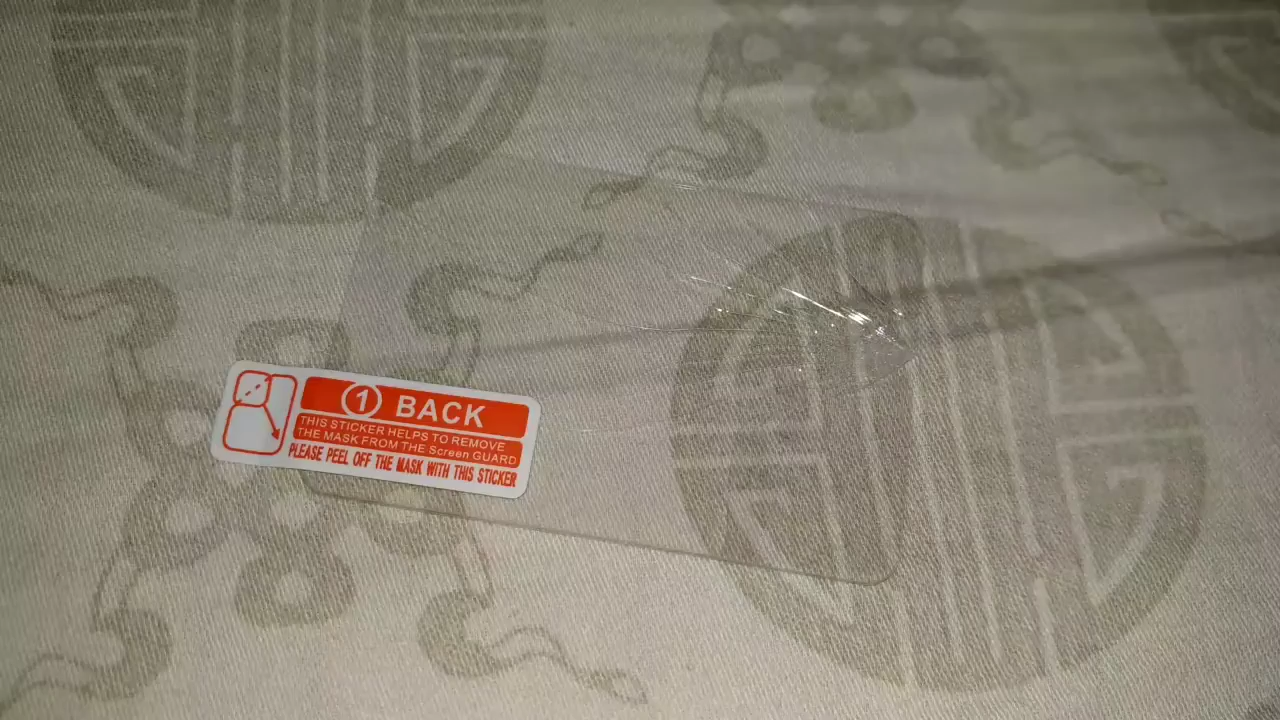 1 BACK
THIS STICKER HELPS TO REMOVE
THE MASK FROM THE Screen GUARD
PLEASE PEEL OFF THE MASK WITH THIS STICKER